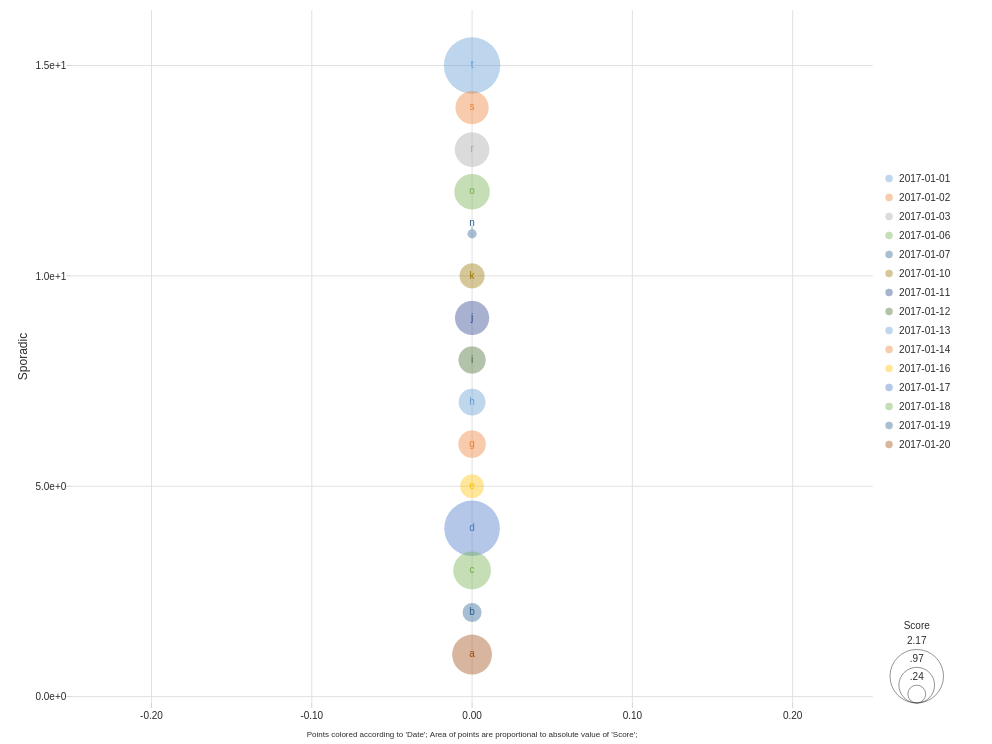 t
1.5e+1
s
r
2017-01-01
o
2017-01-02
2017-01-03
n
2017-01-06
2017-01-07
1.0e+1
k
2017-01-10
2017-01-11
j
2017-01-12
2017-01-13
Sporadic
i
2017-01-14
2017-01-16
2017-01-17
h
2017-01-18
2017-01-19
g
2017-01-20
5.0e+0
e
d
c
b
Score
2.17
a
.97
.24
0.0e+0
-0.20
-0.10
0.00
0.10
0.20
Points colored according to 'Date'; Area of points are proportional to absolute value of 'Score';